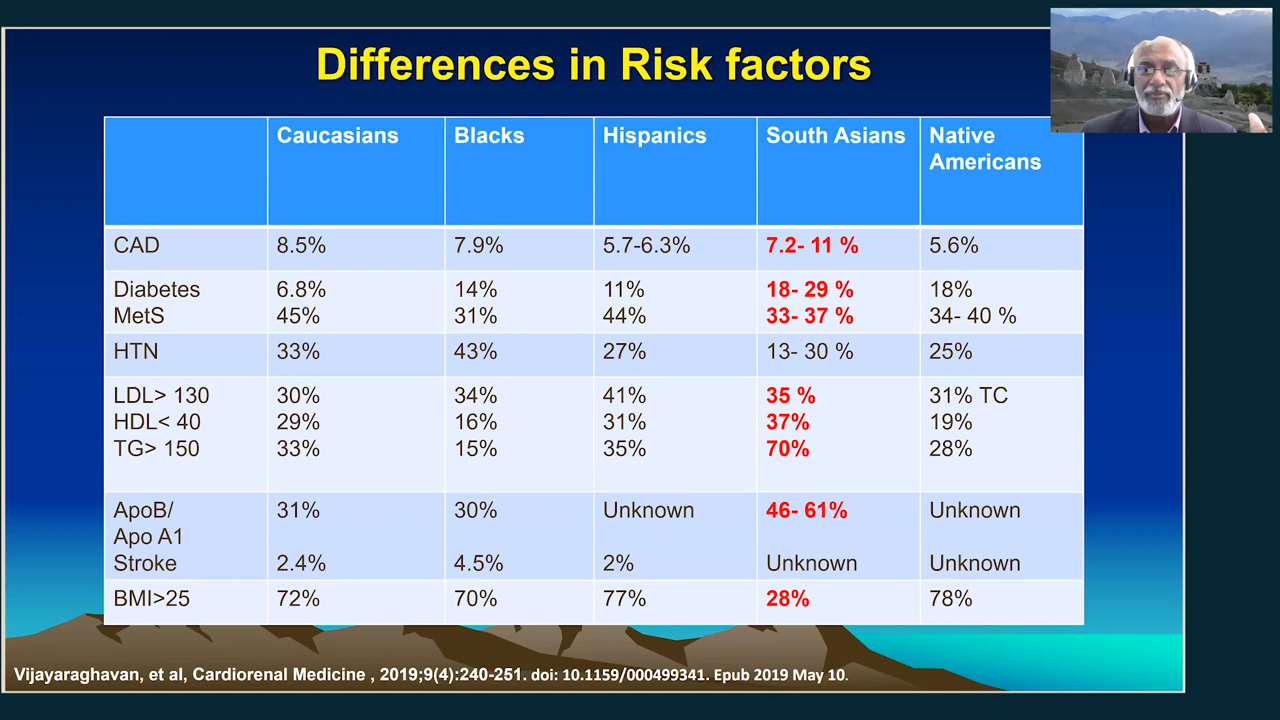 Differences in Risk factors
Caucasians Blacks Hispanics South Asians Native Americans
CAD 8.5% 7.9% 5.7-6.3% 7.2- 11 % 5.6%
Diabetes 6.8% 14% 11% 18- 29 % 18%
MetS 45% 31% 44% 33- 37 % 34- 40 %
HTN 33% 43% 27% 13- 30 % 25%
LDL> 130 30% 34% 41% 35 % 31% TC
HDL< 40 29% 16% 31% 37% 19%
TG> 150 33% 15% 35% 70% 28%
ApoB/ 31% 30% Unknown 46- 61% Unknown
Apo A1
Stroke 2.4% 4.5% 2% Unknown Unknown
BMI>25 72% 70% 77% 28% 78%
Vijayaraghavan, et al, Cardiorenal Medicine , 2019;9(4):240-251. doi: 10.1159/000499341. Epub 2019 May 10.